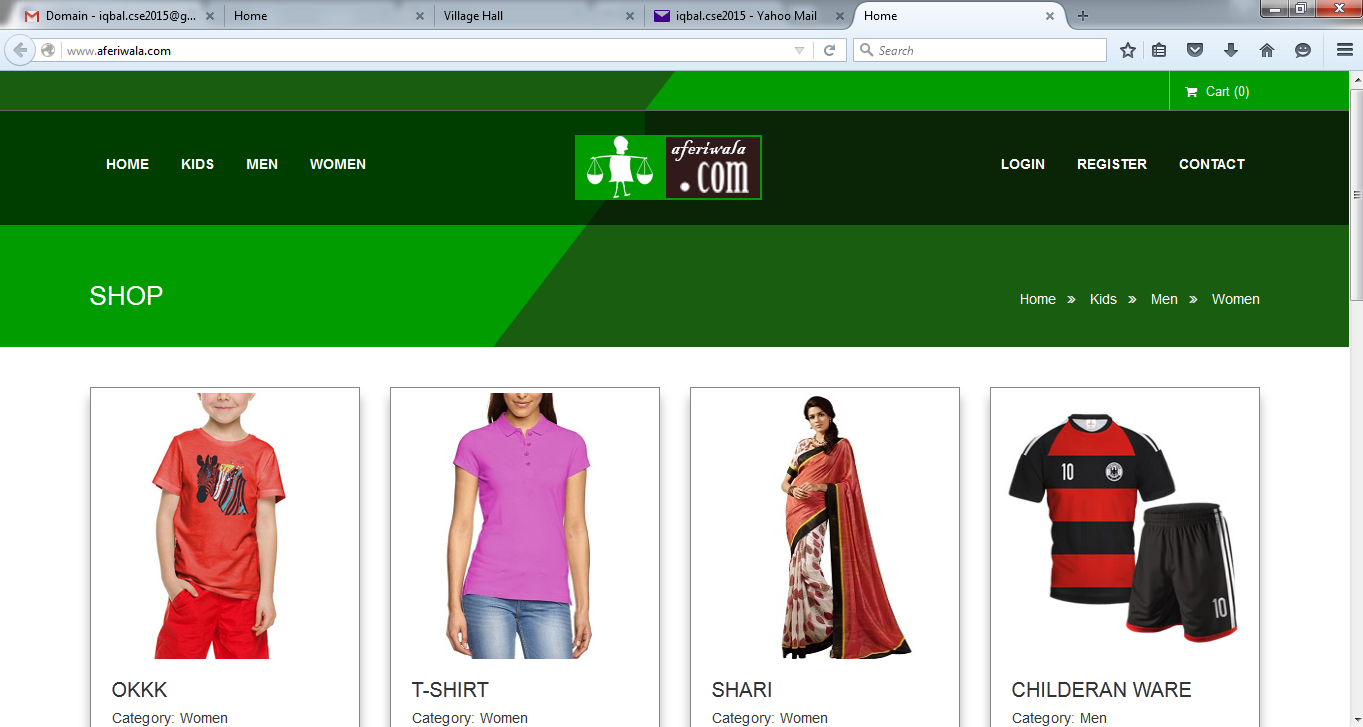 Domain - iqbal.cse2015@g...
Home
Village Hall
iqbal.cse2015 - Yahoo Mail
Home
www.aferiwala.com
Search
Cart (0)
HOME KIDS MEN WOMEN
aferiwala
.com
LOGIN REGISTER CONTACT
SHOP
Home » Kids » Men » Women
10
10
OKKK
Category: Women
T-SHIRT
Category: Women
SHARI
Category: Women
CHILDERAN WARE
Category: Men